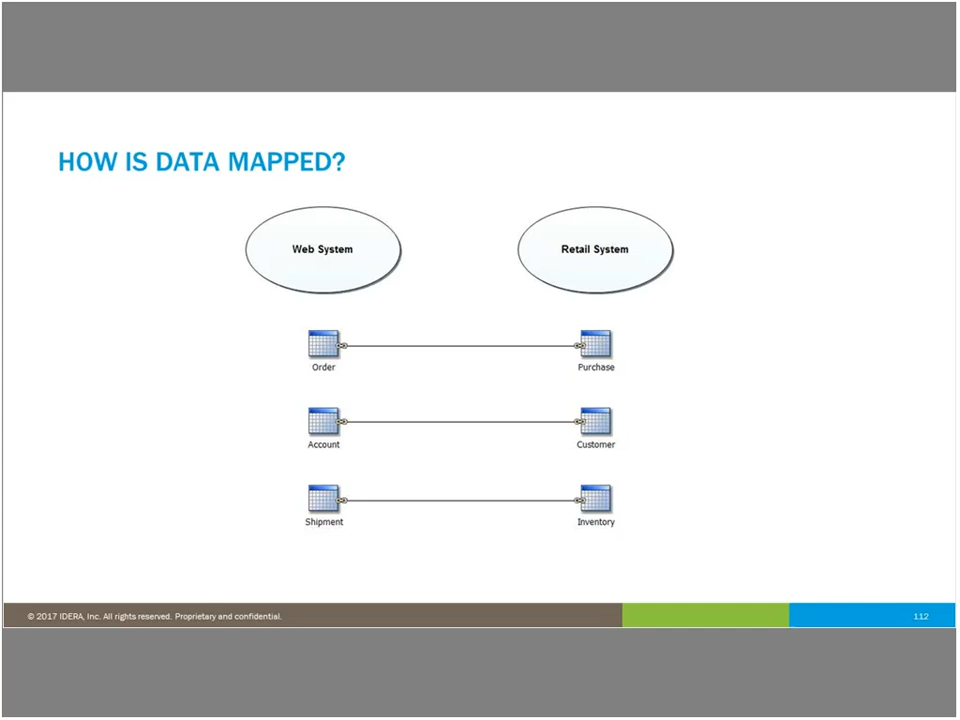 HOW IS DATA MAPPED?
Web System
Retail System
Order
Purchase
Account
Customer
Shipment
Inventory
© 2017 IDERA, Inc. All rights reserved. Proprietary and confidential.
112